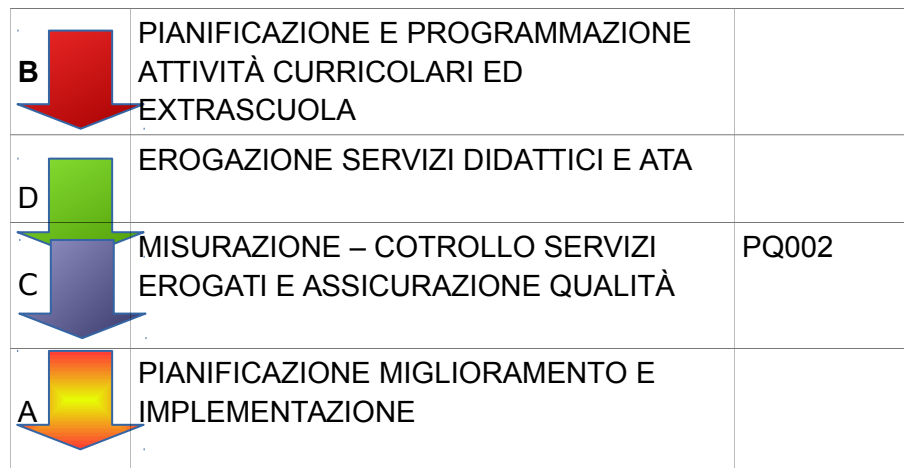 B
PIANIFICAZIONE E PROGRAMMAZIONE
ATTIVITÀ CURRICOLARI ED
EXTRASCUOLA
D
EROGAZIONE SERVIZI DIDATTICI E ATA
C
MISURAZIONE – COTROLLO SERVIZI
EROGATI E ASSICURAZIONE QUALITÀ
PQ002
A
PIANIFICAZIONE MIGLIORAMENTO E
IMPLEMENTAZIONE